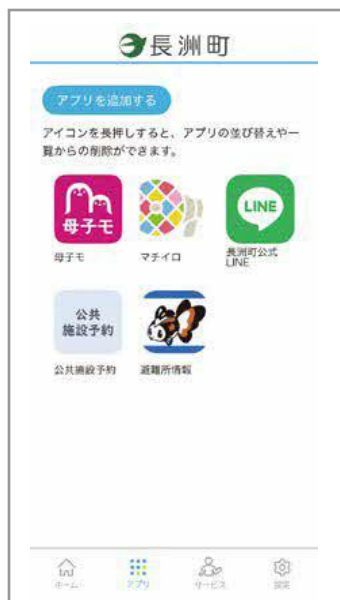 長洲町
アプリを追加する
アイコンを長押しすると、アプリの並び替えや一
覧からの削除ができます。
母子モ
LINE
母子モ
マチイロ
長洲町公式
LINE
公共
施設予約
公共施設予約
避難所情報
ホーム
アプリ
サービス
設定